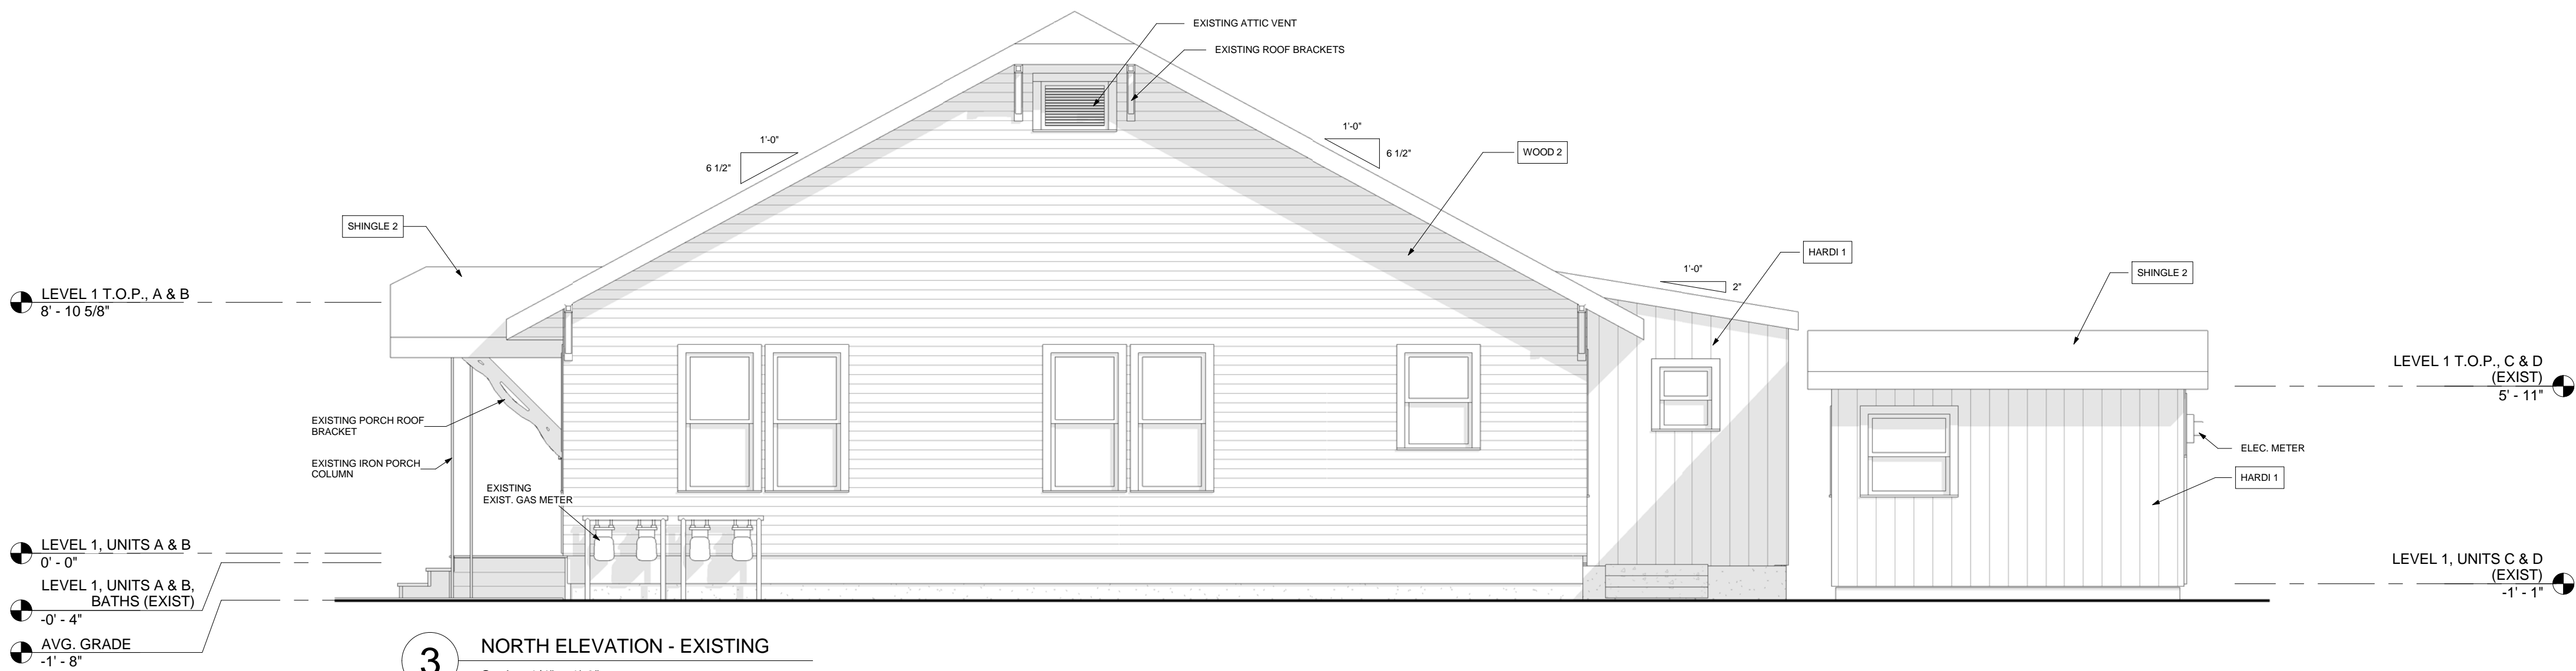 EXISTING ATTIC VENT
EXISTING ROOF BRACKETS
1'-0"
6 1/2"
1'-0"
6 1/2"
WOOD 2
SHINGLE 2
HARDI 1
1'-0"
2"
SHINGLE 2
LEVEL 1 T.O.P., A & B
8' - 10 5/8"
LEVEL 1 T.O.P., C & D
(EXIST)
5' - 11"
EXISTING PORCH ROOF
BRACKET
EXISTING IRON PORCH
COLUMN
EXISTING
EXIST. GAS METER
ELEC. METER
HARDI 1
LEVEL 1, UNITS A & B
0' - 0"
LEVEL 1, UNITS A & B,
BATHS (EXIST)
-0' - 4"
AVG. GRADE
-1' - 8"
LEVEL 1, UNITS C & D
(EXIST)
-1' - 1"
3
NORTH ELEVATION - EXISTING